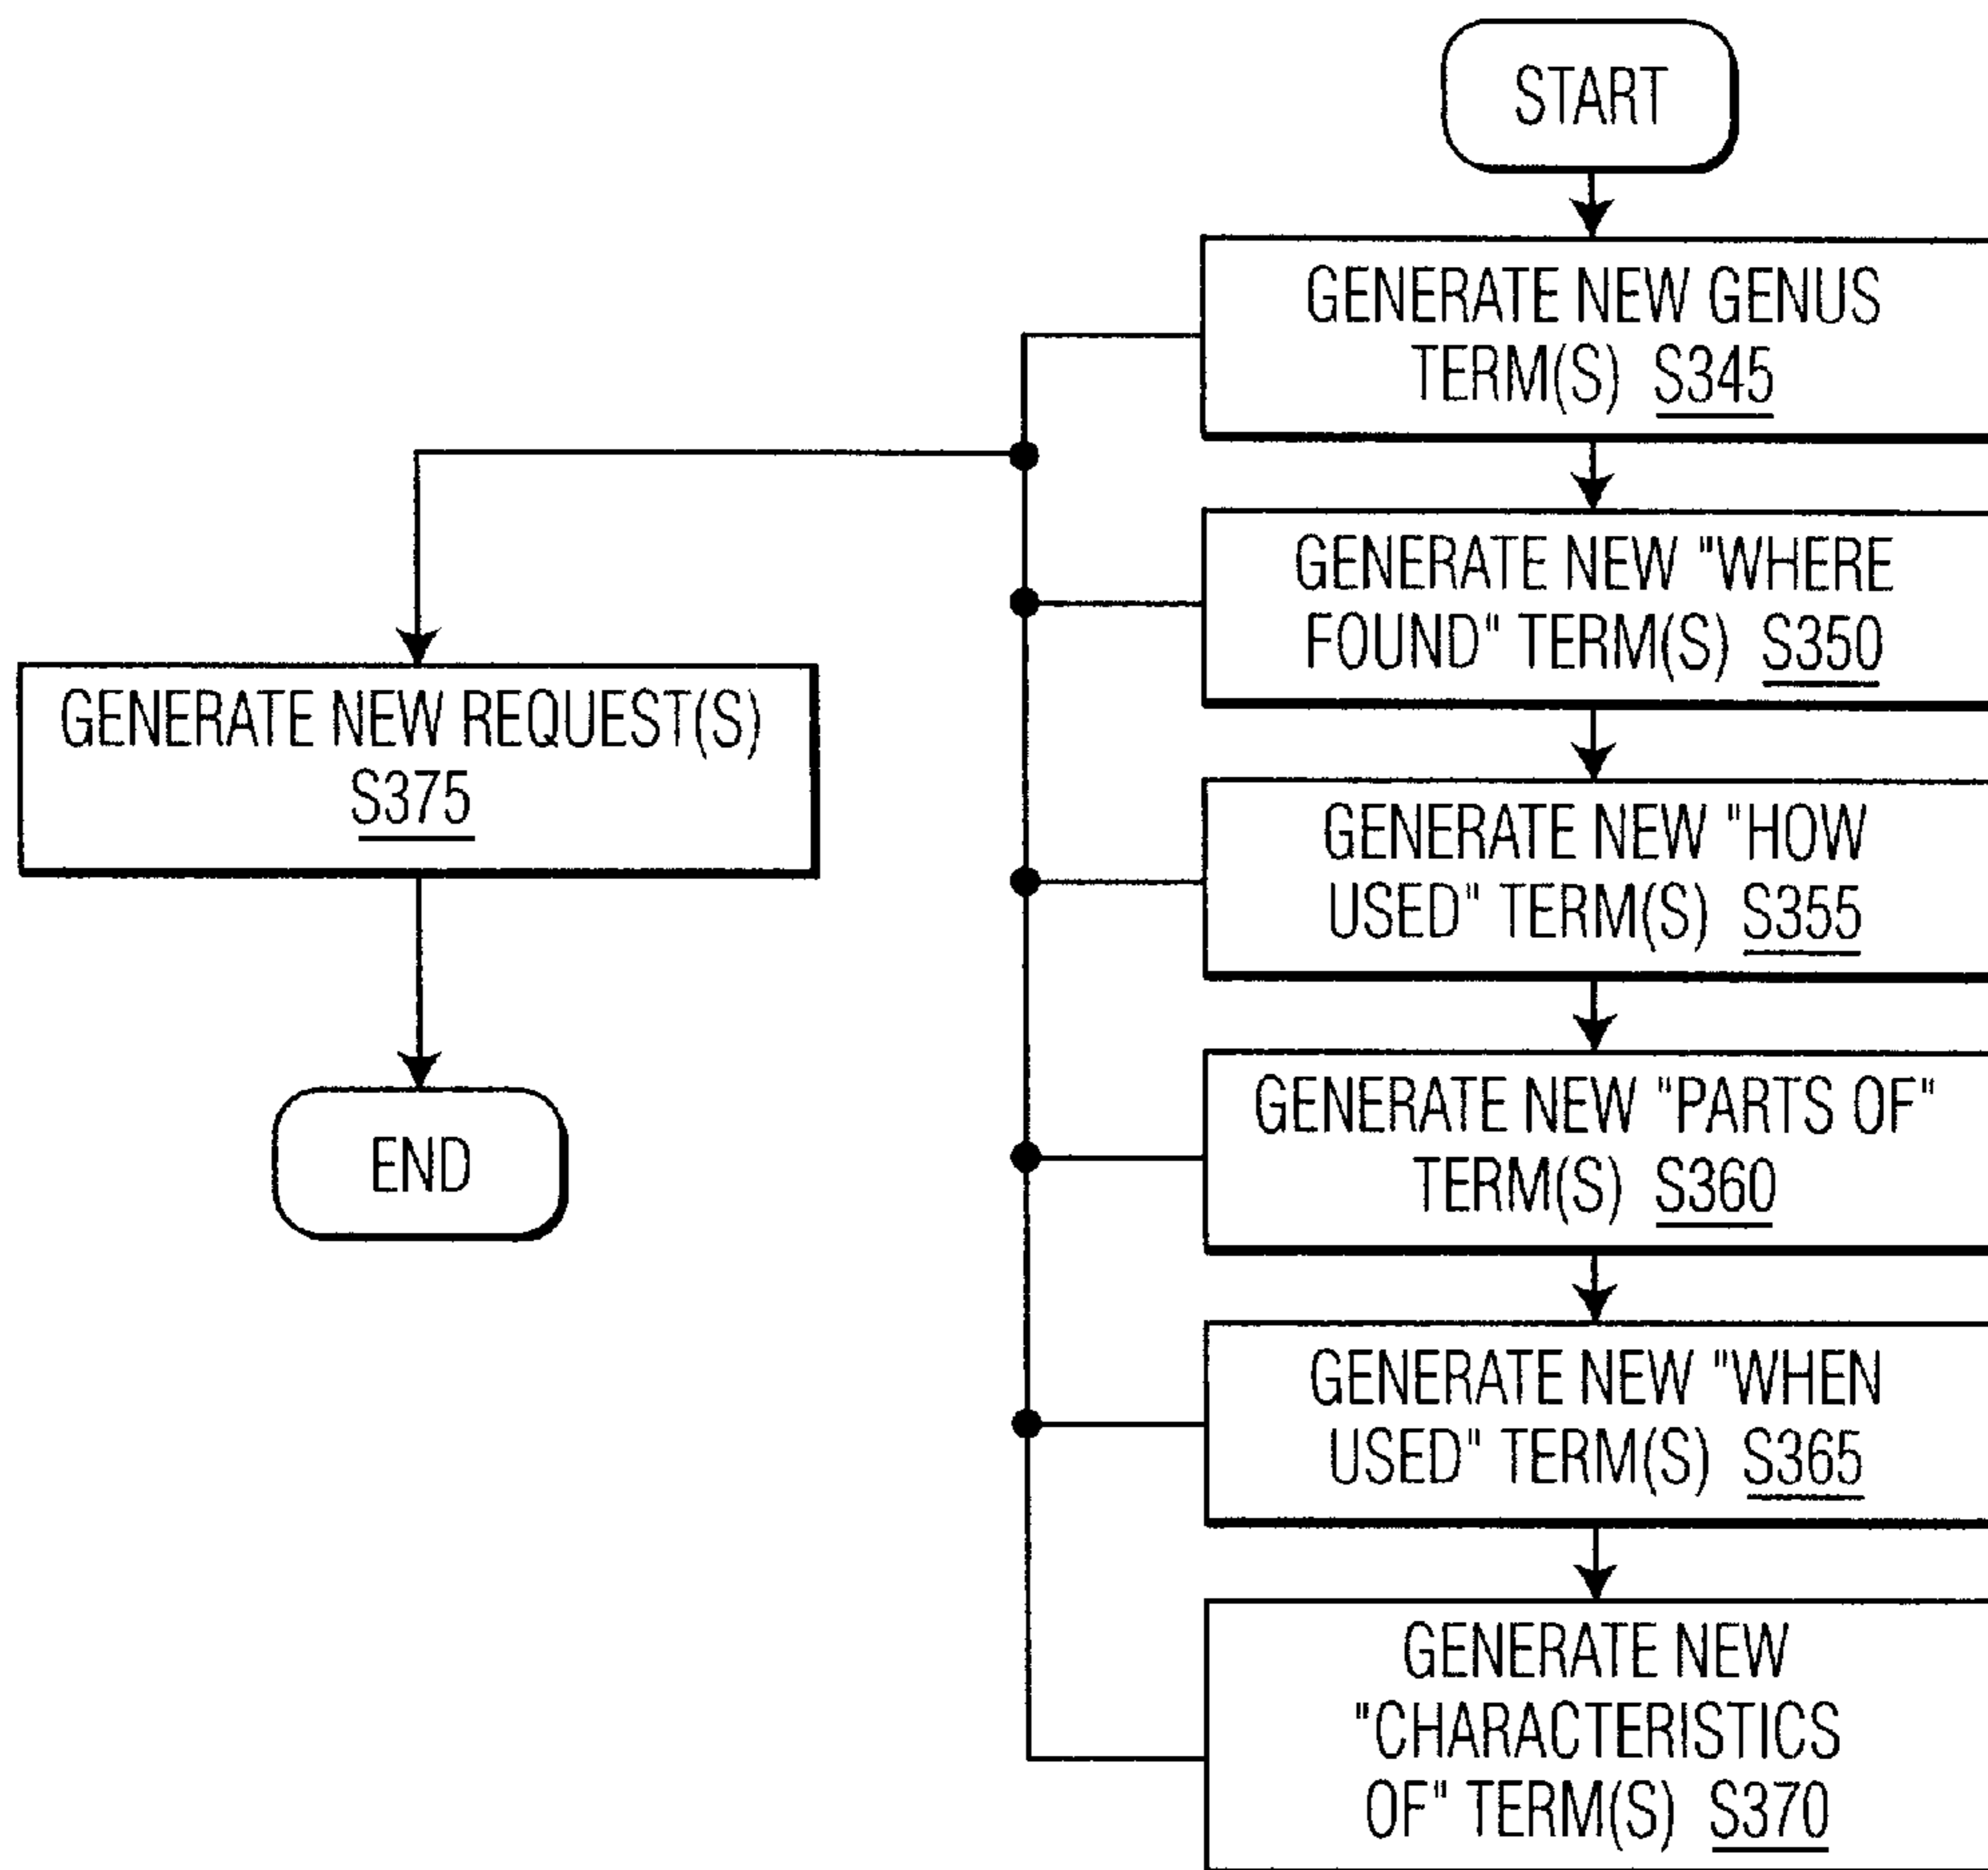 START
GENERATE NEW GENUS
TERM(S) S345
GENERATE NEW "WHERE
FOUND" TERM(S) S350
GENERATE NEW "HOW
USED" TERM(S) S355
GENERATE NEW "PARTS OF"
TERM(S) S360
GENERATE NEW "WHEN
USED" TERM(S) S365
GENERATE NEW
"CHARACTERISTICS
OF" TERM(S) S370
GENERATE NEW REQUEST(S)
S375
END